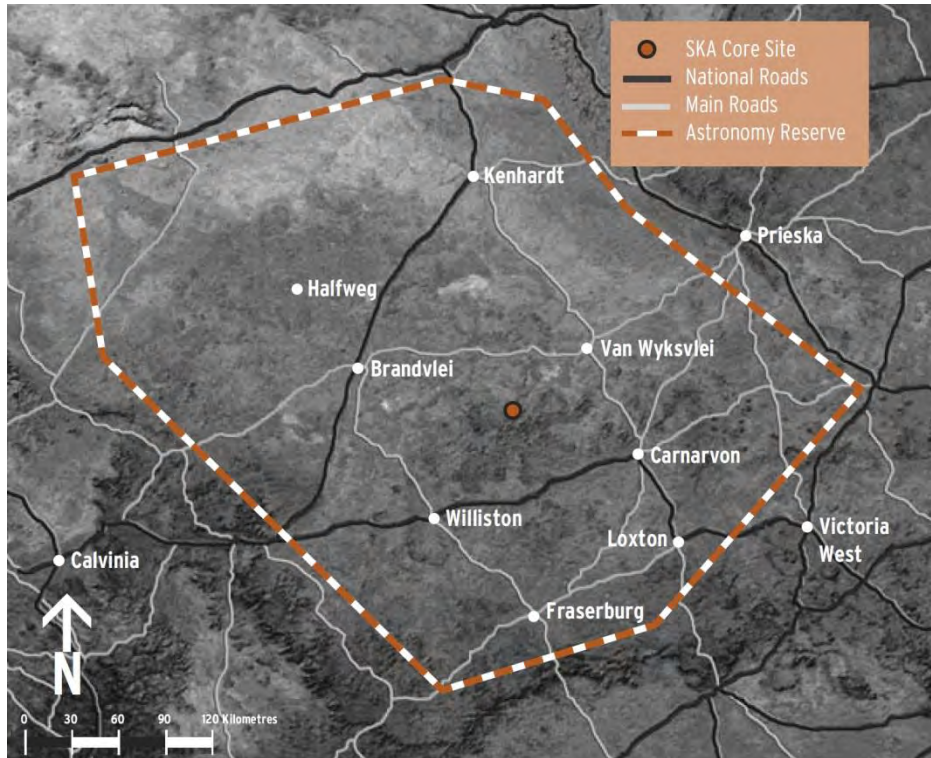 SKA Core Site
National Roads
Main Roads
Astronomy Reserve
Kenhardt
Prieska
Halfweg
Van Wyksvlei
Brandvlei
Carnarvon
Williston
Loxton
Victoria
West
Calvinia
Fraserburg
N
0 30 60 90 120 Kilometres